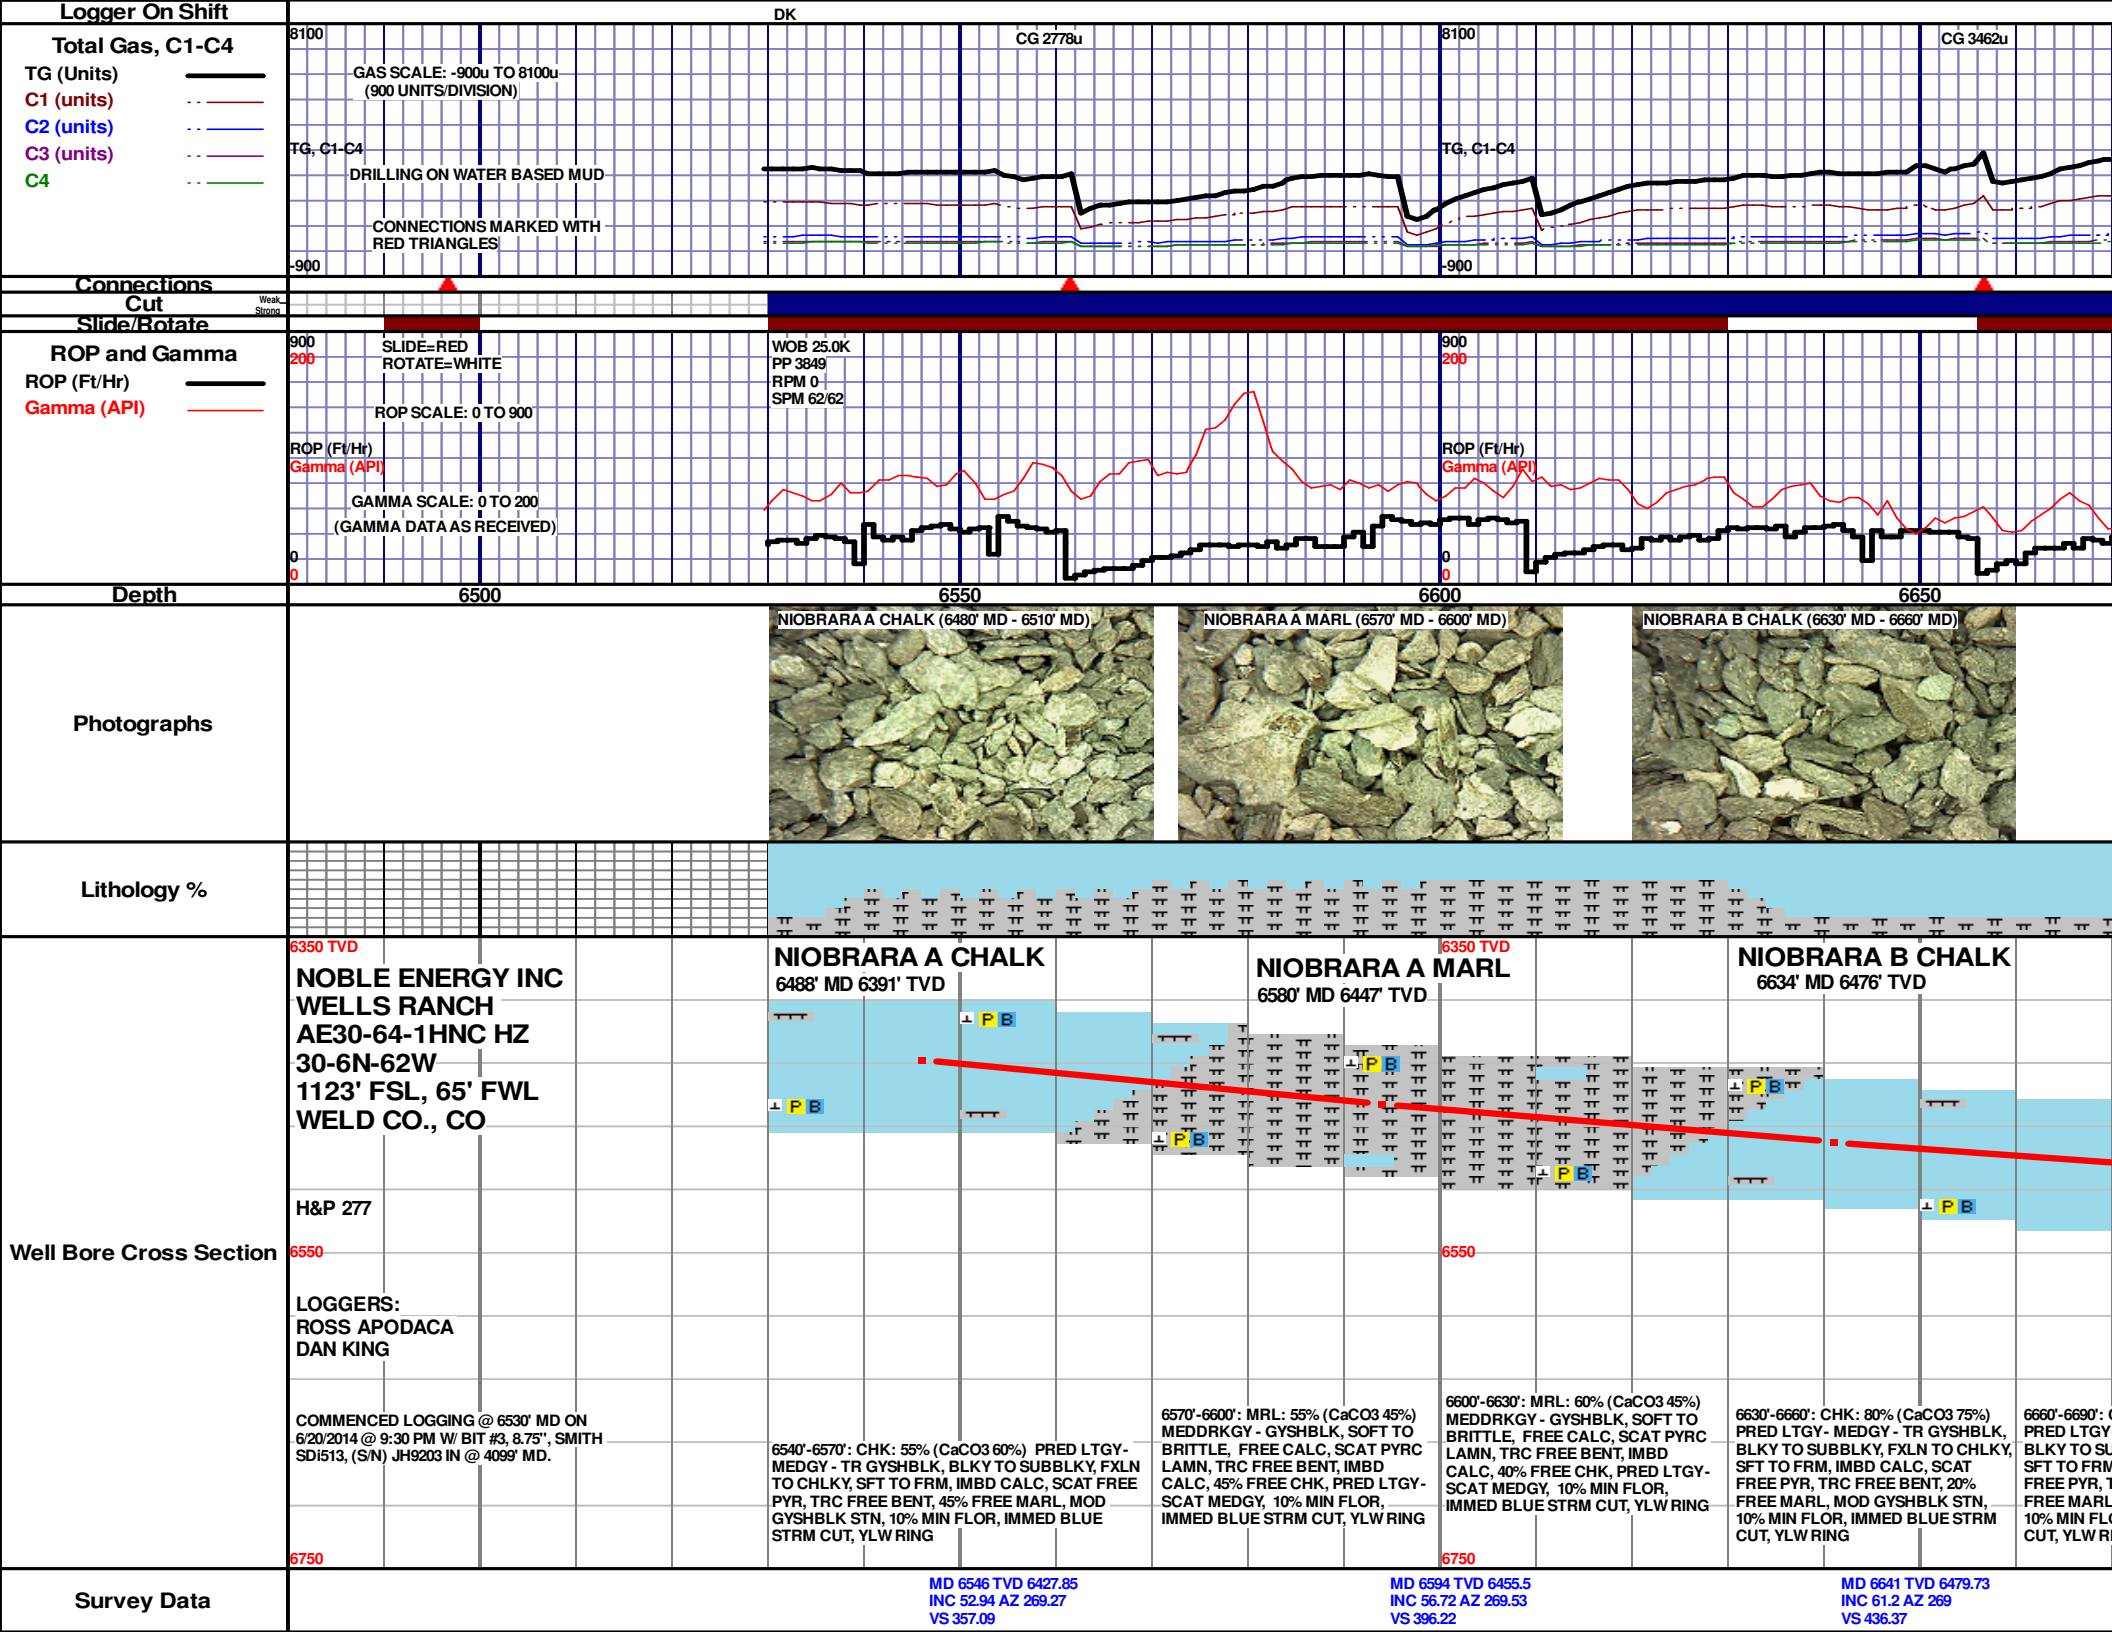 Logger On Shift
DK
Total Gas, C1-C4
TG (Units)
C1 (units)
C2 (units)
C3 (units)
C4
8100
GAS SCALE: -900u TO 8100u
(900 UNITS/DIVISION)
TG, C1-C4
DRILLING ON WATER BASED MUD
CONNECTIONS MARKED WITH
RED TRIANGLES
-900
CG 2778u
8100
TG, C1-C4
-900
CG 3462u
Connections
Cut
Weak
Strong
Slide/Rotate
ROP and Gamma
ROP (Ft/Hr)
Gamma (API)
900
200
SLIDE=RED
ROTATE=WHITE
ROP SCALE: 0 TO 900
ROP (Ft/Hr)
Gamma (API)
GAMMA SCALE: 0 TO 200
(GAMMA DATA AS RECEIVED)
0
0
WOB 25.0K
PP 3849
RPM 0
SPM 62/62
900
200
ROP (Ft/Hr)
Gamma (API)
0
0
Depth
6500
6550
6600
6650
Photographs
NIOBRARA A CHALK (6480' MD - 6510' MD)
NIOBRARA A MARL (6570' MD - 6600' MD)
NIOBRARA B CHALK (6630' MD - 6660' MD)
Lithology %
Well Bore Cross Section
6350 TVD
NOBLE ENERGY INC
WELLS RANCH
AE30-64-1HNC HZ
30-6N-62W
1123' FSL, 65' FWL
WELD CO., CO
H&P 277
6550
LOGGERS:
ROSS APODACA
DAN KING
COMMENCED LOGGING @ 6530' MD ON
6/20/2014 @ 9:30 PM W/ BIT #3, 8.75", SMITH
SDi513, (S/N) JH9203 IN @ 4099' MD.
6750
NIOBRARA A CHALK
6488' MD 6391' TVD
6350 TVD
NIOBRARA A MARL
6580' MD 6447' TVD
NIOBRARA B CHALK
6634' MD 6476' TVD
P B
P B
P B
P B
P B
P B
P B
6550
6540'-6570': CHK: 55% (CaCO3 60%) PRED LTGY-
MEDGY - TR GYSHBLK, BLKY TO SUBBLKY, FXLN
TO CHLKY, SFT TO FRM, IMBD CALC, SCAT FREE
PYR, TRC FREE BENT, 45% FREE MARL, MOD
GYSHBLK STN, 10% MIN FLOR, IMMED BLUE
STRM CUT, YLW RING
6570'-6600': MRL: 55% (CaCO3 45%)
MEDDRKGY - GYSHBLK, SOFT TO
BRITTLE, FREE CALC, SCAT PYRC
LAMN, TRC FREE BENT, IMBD
CALC, 45% FREE CHK, PRED LTGY-
SCAT MEDGY, 10% MIN FLOR,
IMMED BLUE STRM CUT, YLW RING
6600'-6630': MRL: 60% (CaCO3 45%)
MEDDRKGY - GYSHBLK, SOFT TO
BRITTLE, FREE CALC, SCAT PYRC
LAMN, TRC FREE BENT, IMBD
CALC, 40% FREE CHK, PRED LTGY-
SCAT MEDGY, 10% MIN FLOR,
IMMED BLUE STRM CUT, YLW RING
6630'-6660': CHK: 80% (CaCO3 75%)
PRED LTGY- MEDGY - TR GYSHBLK,
BLKY TO SUBBLKY, FXLN TO CHLKY,
SFT TO FRM, IMBD CALC, SCAT
FREE PYR, TRC FREE BENT, 20%
FREE MARL, MOD GYSHBLK STN,
10% MIN FLOR, IMMED BLUE STRM
CUT, YLW RING
6660'-6690':
PRED LTGY
BLKY TO
SFT TO FRM
FREE PYR,
FREE MARL
10% MIN
CUT, YLW
6750
Survey Data
MD 6546 TVD 6427.85
INC 52.94 AZ 269.27
VS 357.09
MD 6594 TVD 6455.5
INC 56.72 AZ 269.53
VS 396.22
MD 6641 TVD 6479.73
INC 61.2 AZ 269
VS 436.37